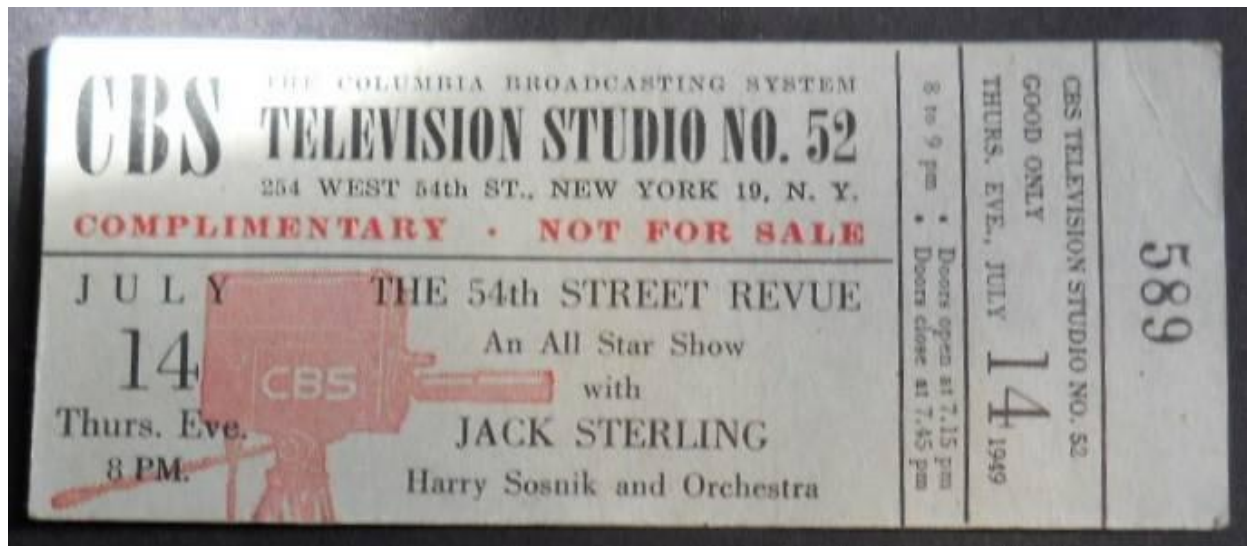 CBS
THE COLUMBIA BROADCASTING SYSTEM
TELEVISION STUDIO NO. 52
254 WEST 54th ST., NEW YORK 19, N. Y.
COMPLIMENTARY · NOT FOR SALE
JULY
14
Thurs. Eve.
8 PM.
CBS
THE 54th STREET REVUE
An All Star Show
with
JACK STERLING
Harry Sosnik and Orchestra
589
CBS TELEVISION STUDIO NO. 52
GOOD ONLY
THURS. EVE., JULY 14 1949
8 to 9 pm • Doors open at 7.15 pm
• Doors close at 7.45 pm